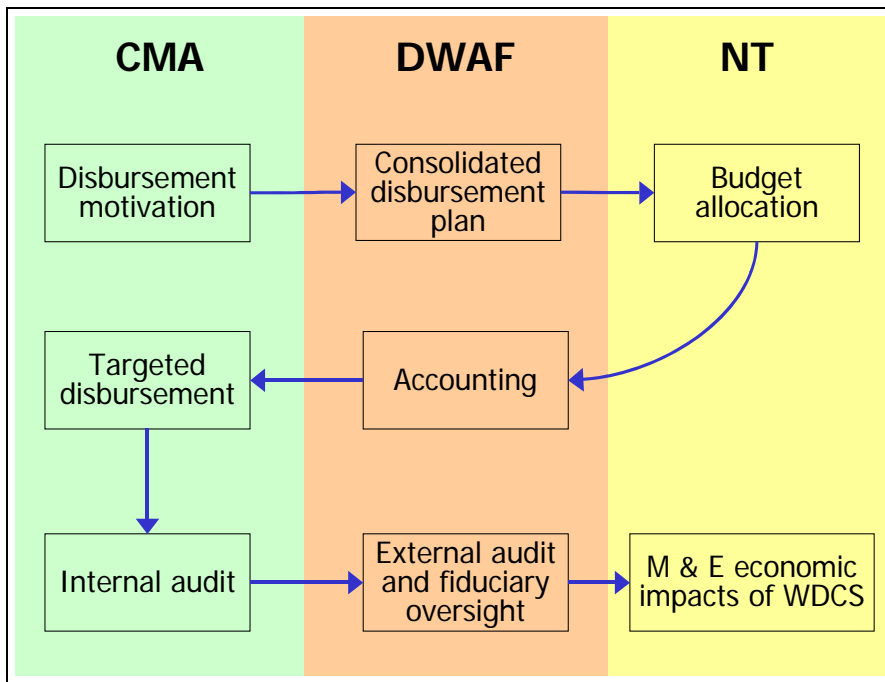 CMA
DWAF
NT
Disbursement
motivation
Consolidated
disbursement
plan
Budget
allocation
Targeted
disbursement
Accounting
Internal audit
External audit
and fiduciary
oversight
M & E economic
impacts of WDCS